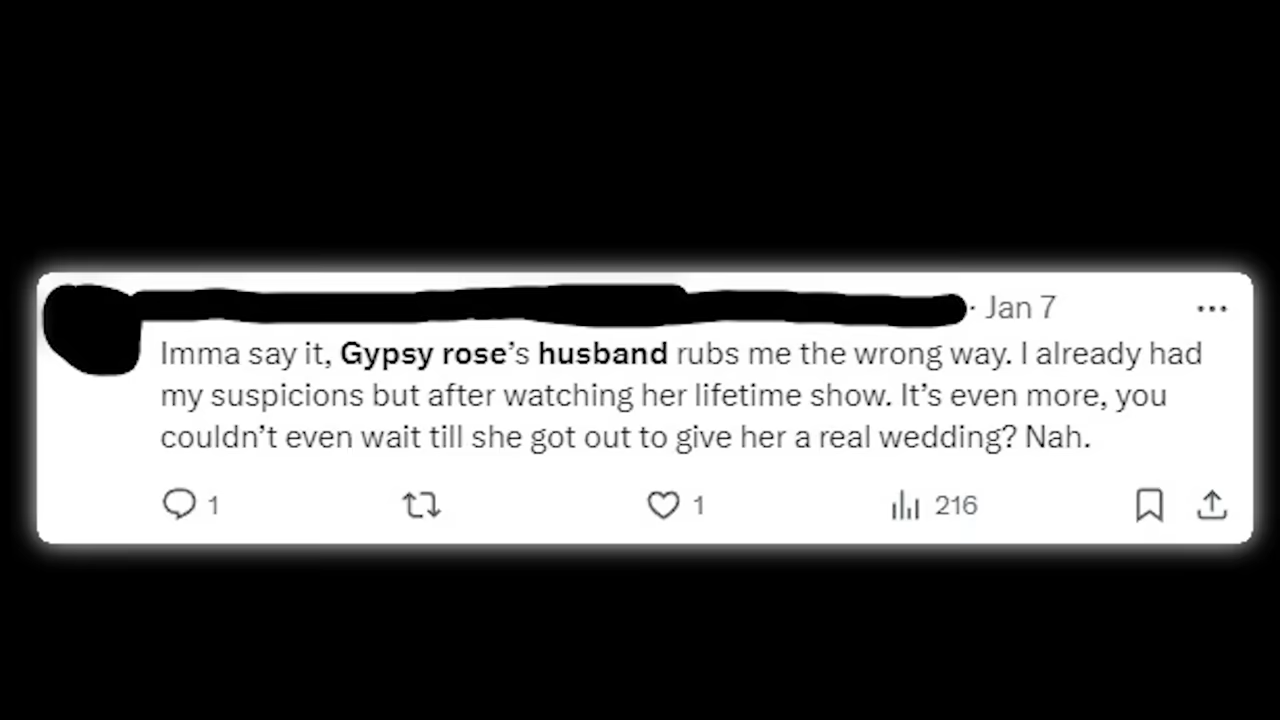 · Jan 7
Imma say it, Gypsy rose’s husband rubs me the wrong way. I already had
my suspicions but after watching her lifetime show. It’s even more, you
couldn’t even wait till she got out to give her a real wedding? Nah.
1 1 216